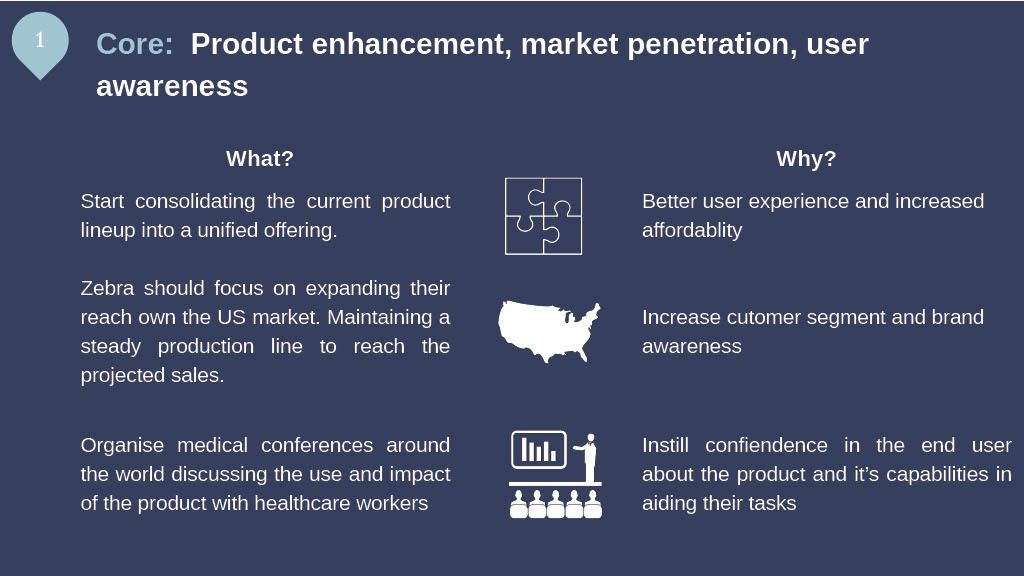 1
Core: Product enhancement, market penetration, user
awareness
What?
Start consolidating the current product
lineup into a unified offering.
Zebra should focus on expanding their
reach own the US market. Maintaining a
steady production line to reach the
projected sales.
Organise medical conferences around
the world discussing the use and impact
of the product with healthcare workers
Why?
Better user experience and increased
affordablity
Increase cutomer segment and brand
awareness
Instill confiendence in the end user
about the product and it’s capabilities in
aiding their tasks